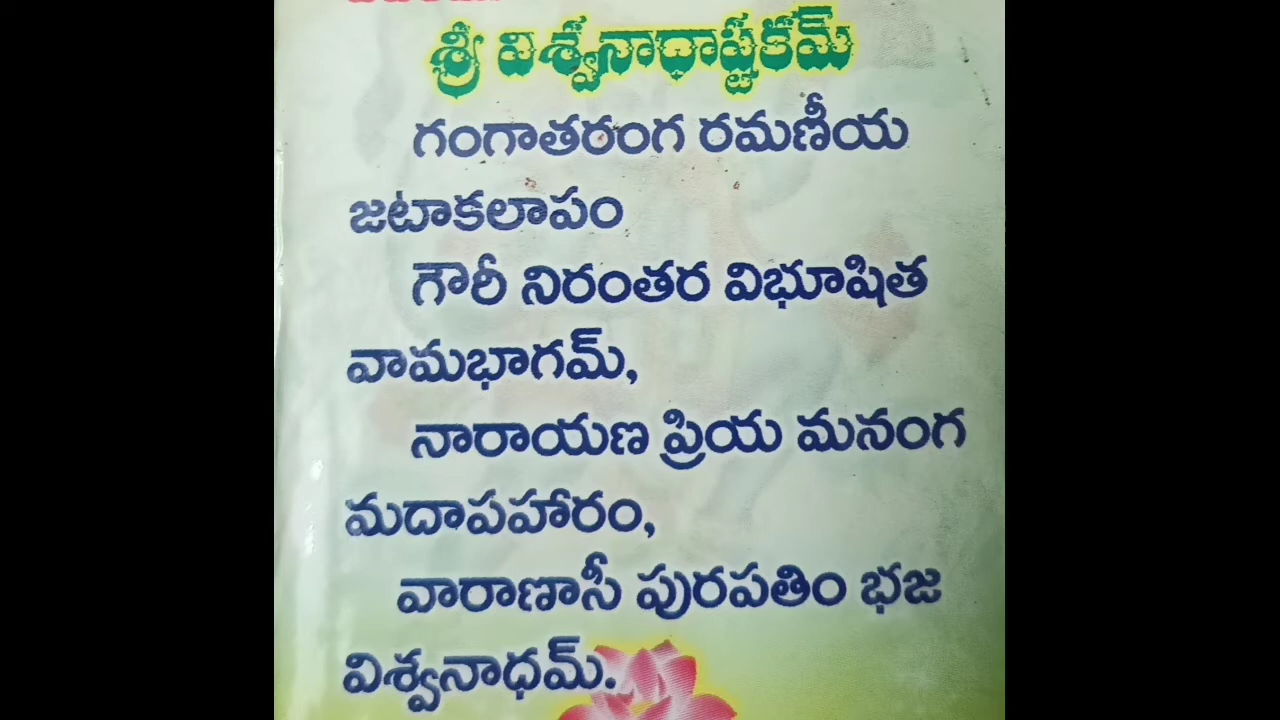 శ్రీ విశ్వనాధాష్టకమ్
గంగాతరంగ రమణీయ
జటాకలాపం
గౌరీ నిరంతర విభూషిత
వామభాగమ్,
నారాయణ ప్రియ మనంగ
మదాపహారం,
వారాణాసీ పురపతిం భజ
విశ్వనాధమ్.